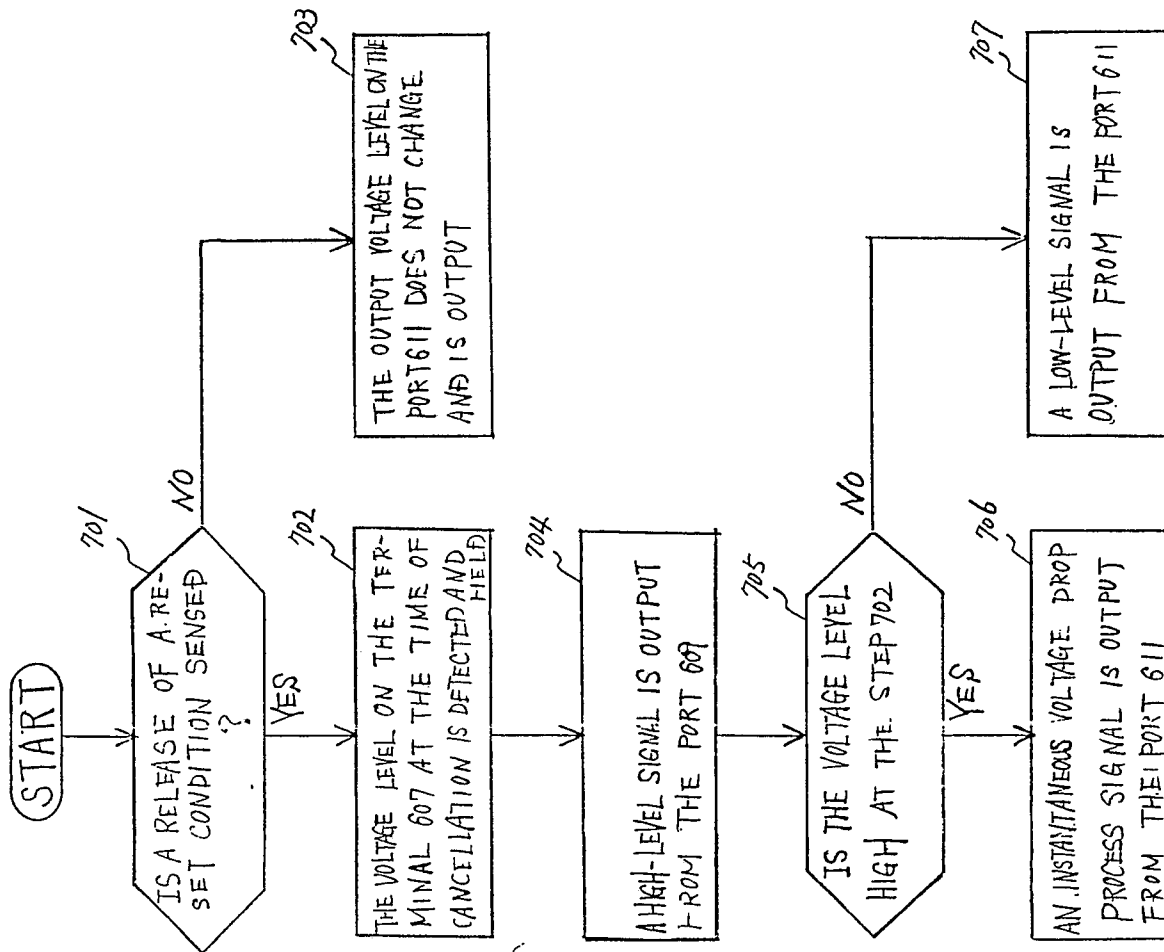 START
701
IS A RELEASE OF A RE-
SET CONDITION SENSED
?
NO
YES
703
THE OUTPUT VOLTAGE LEVEL ON THE
PORT 611 DOES NOT CHANGE
AND IS OUTPUT
702
THE VOLTAGE LEVEL ON THE TER-
MINAL 607 AT THE TIME OF
CANCELLATION IS DETECTED AND
HELD
704
A HIGH-LEVEL SIGNAL IS OUTPUT
FROM THE PORT 609
705
IS THE VOLTAGE LEVEL
HIGH AT THE STEP 702
NO
YES
706
AN INSTANTANEOUS VOLTAGE DROP
PROCESS SIGNAL IS OUTPUT
FROM THE PORT 611
707
A LOW-LEVEL SIGNAL IS
OUTPUT FROM THE PORT 611